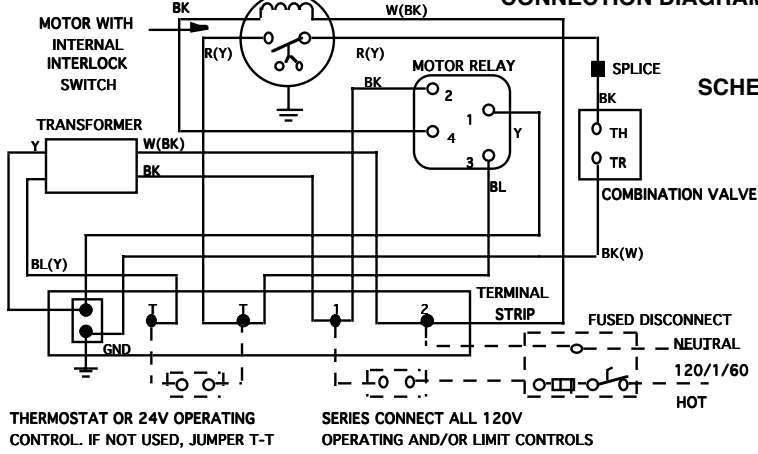 CONNECTION DIAGRAM
BK
W(BK)
MOTOR WITH
INTERNAL
INTERLOCK
SWITCH
R(Y)
R(Y)
MOTOR RELAY
SPLICE
SCHE
BK
BK
2
1
4
3
Y
BL
TH
TR
COMBINATION VALVE
TRANSFORMER
Y
W(BK)
BK
BL(Y)
BK(W)
TERMINAL
STRIP
T
T
1
2
GND
FUSED DISCONNECT
NEUTRAL
120/1/60
HOT
THERMOSTAT OR 24V OPERATING
CONTROL. IF NOT USED, JUMPER T-T
SERIES CONNECT ALL 120V
OPERATING AND/OR LIMIT CONTROLS